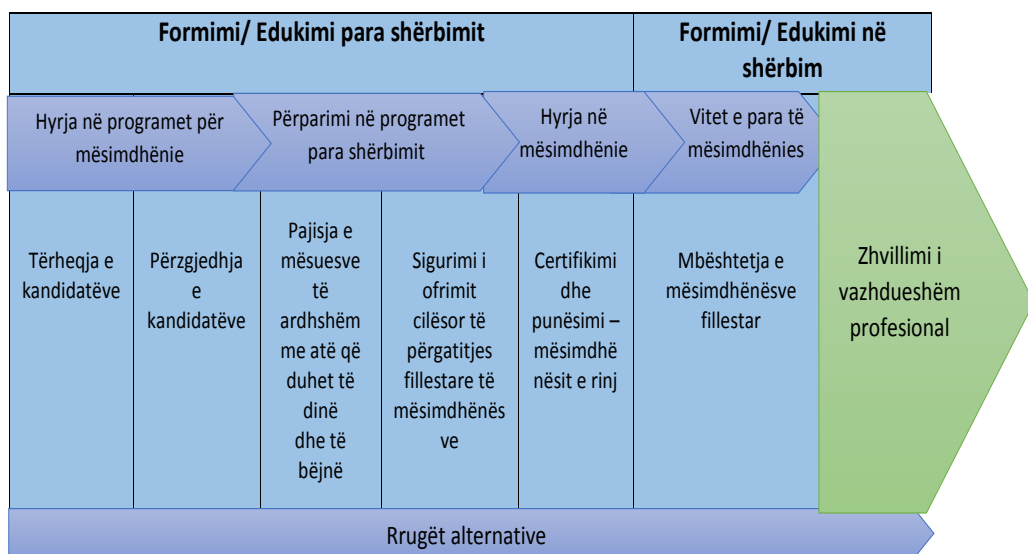 Formimi/ Edukimi para shërbimit
Formimi/ Edukimi në
shërbim
Hyrja në programet për
mësimdhënie
Përparimi në programet
para shërbimit
Hyrja në
mësimdhënie
Vitet e para të
mësimdhënies
Tërheqja e
kandidatëve
Përzgjedhja
e
kandidatëve
Pajisja e
mësuesve
të
ardhshëm
me atë që
duhet të
dinë
dhe të
bëjnë
Sigurimi i
ofrimit
cilësor të
përgatitjes
fillestare të
mësimdhënës
ve
Certifikimi
dhe
punësimi –
mësimdhë
nësit e rinj
Mbështetja e
mësimdhënësve
fillestar
Zhvillimi i
vazhdueshëm
profesional
Rrugët alternative